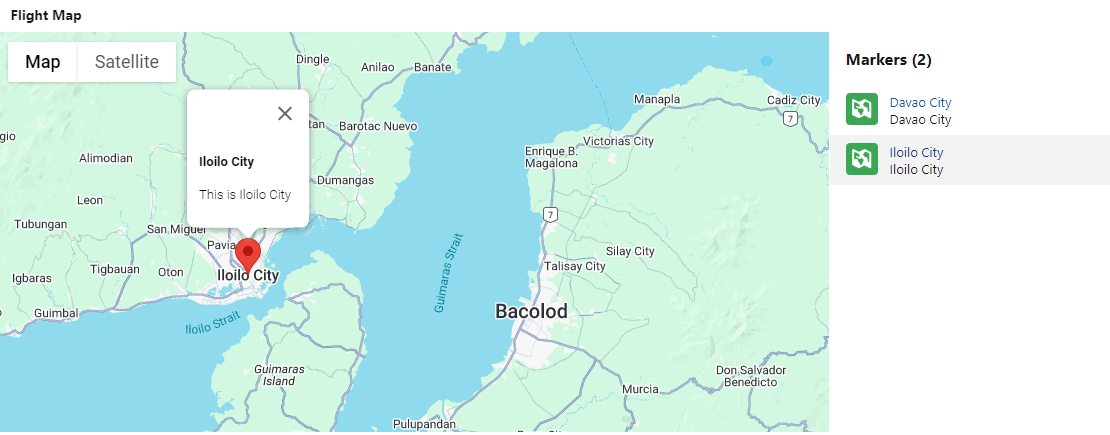 Flight Map
Map
Satellite
Dingle
Anilao
Banate
Manapla
Cadiz City
7
Barotac Nuevo
Victorias City
Enrique B.
Magalona
Alimodian
Iloilo City
This is Iloilo City
Dumangas
Leon
Tubungan
San Miguel
Pavia
7
Silay City
Talisay City
Guimaras Strait
Igbaras
Tigbauan
Oton
Iloilo City
Guimbal
Iloilo Strait
Bacolod
Guimaras
Island
Murcia
Don Salvador
Benedicto
Pulupandan
Markers (2)
Davao City
Davao City
Iloilo City
Iloilo City